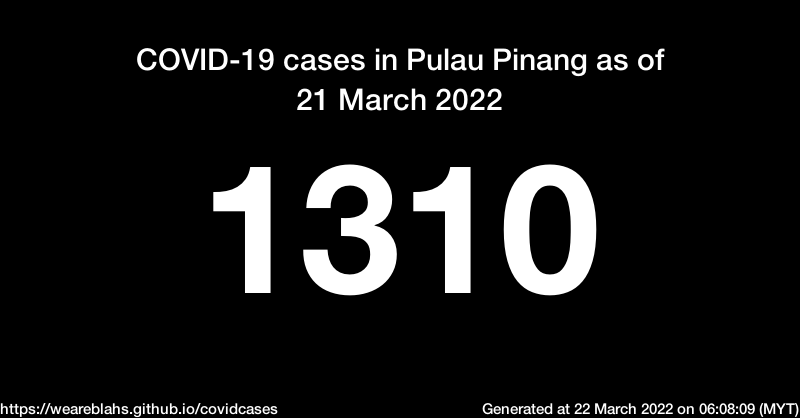 COVID-19 cases in Pulau Pinang as of
21 March 2022
1310
https://weareblahs.github.io/covidcases
Generated at 22 March 2022 on 06:08:09 (MYT)